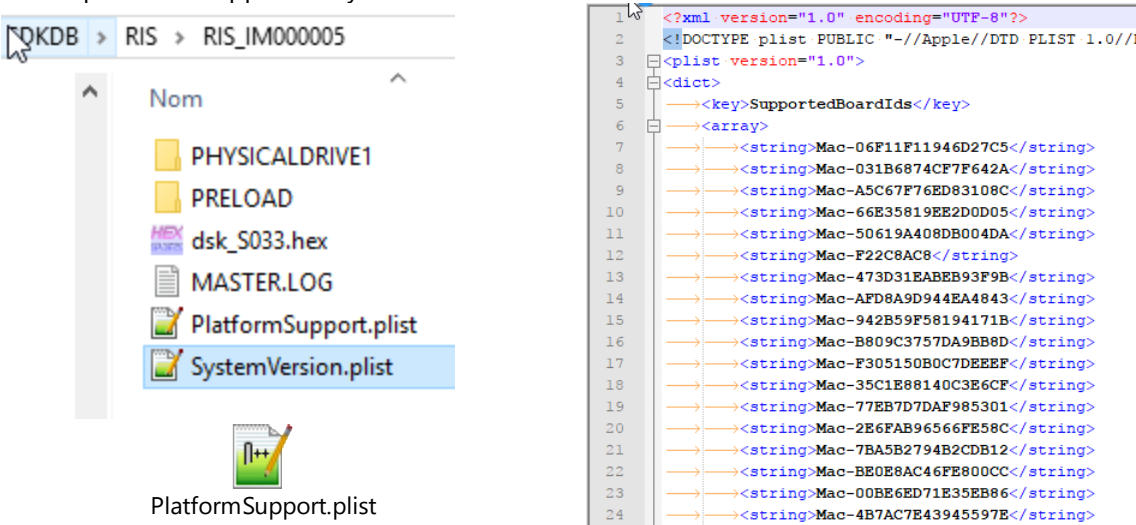 RIS > RIS_IM000005
Nom
PHYSICALDRIVE1
PRELOAD
dsk_S033.hex
MASTER.LOG
PlatformSupport.plist
SystemVersion.plist
PlatformSupport.plist
1 <?xml version="1.0" encoding="UTF-8"?>
2 <!DOCTYPE plist PUBLIC "-//Apple//DTD PLIST 1.0//
3 <plist version="1.0">
4 <dict>
5 <key>SupportedBoardIds</key>
6 <array>
7 <string>Mac-06F11F11946D27C5</string>
8 <string>Mac-031B6874CF7F642A</string>
9 <string>Mac-A5C67F76ED83108C</string>
10 <string>Mac-66E35819EE2D0D05</string>
11 <string>Mac-50619A408DB004DA</string>
12 <string>Mac-F22C8AC8</string>
13 <string>Mac-473D31EABEB93F9B</string>
14 <string>Mac-AFD8A9D944EA4843</string>
15 <string>Mac-942B59F58194171B</string>
16 <string>Mac-B809C3757DA9BB8D</string>
17 <string>Mac-F305150B0C7DEEEF</string>
18 <string>Mac-35C1E88140C3E6CF</string>
19 <string>Mac-77EB7D7DAF985301</string>
20 <string>Mac-2E6FAB96566FE58C</string>
21 <string>Mac-7BA5B2794B2CDB12</string>
22 <string>Mac-BE0E8AC46FE800CC</string>
23 <string>Mac-00BE6ED71E35EB86</string>
24 <string>Mac-4B7AC7E43945597E</string>